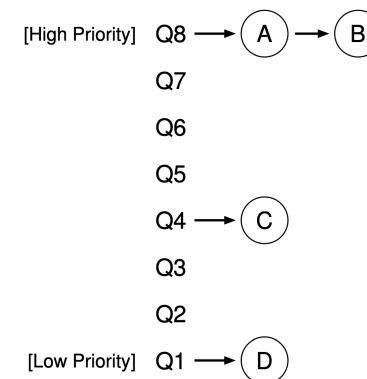 [High Priority] Q8 A B
Q7
Q6
Q5
Q4 C
Q3
Q2
[Low Priority] Q1 D